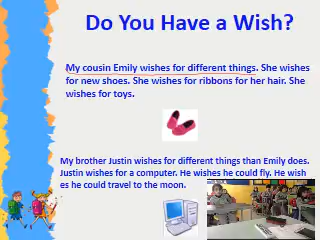 Do You Have a Wish?
My cousin Emily wishes for different things. She wishes
for new shoes. She wishes for ribbons for her hair. She
wishes for toys.
My brother Justin wishes for different things than Emily does.
Justin wishes for a computer. He wishes he could fly. He wish
es he could travel to the moon.